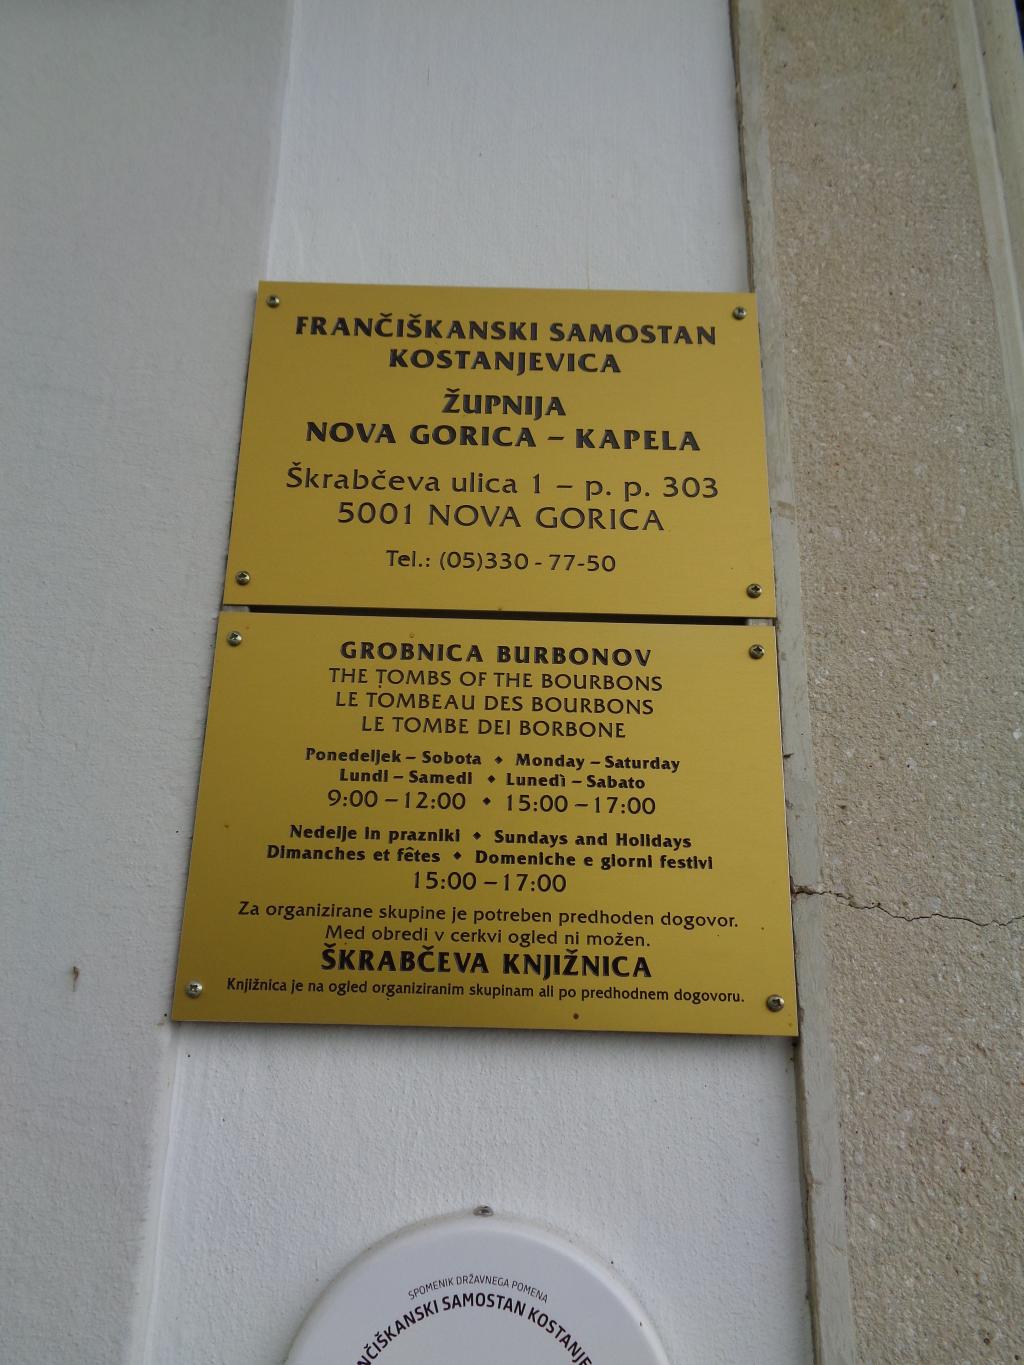 FRANČIŠKANSKI SAMOSTAN
KOSTANJEVICA
ŽUPNIJA
NOVA GORICA – KAPELA
Škrabčeva ulica 1 – p. p. 303
5001 NOVA GORICA
Tel.: (05)330 - 77-50
GROBNICA BURBONOV
THE TOMBS OF THE BOURBONS
LE TOMBEAU DES BOURBONS
LE TOMBE DEI BORBONE
Ponedeljek – Sobota ◆ Monday – Saturday
Lundi – Samedi ◆ Lunedì – Sabato
9:00 – 12:00 ◆ 15:00 – 17:00
Nedelje in prazniki ◆ Sundays and Holidays
Dimanches et fêtes ◆ Domeniche e giorni festivi
15:00 – 17:00
Za organizirane skupine je potreben predhoden dogovor.
Med obredi v cerkvi ogled ni možen.
ŠKRABČEVA KNJIŽNICA
Knjižnica je na ogled organiziranim skupinam ali po predhodnem dogovoru.
SPOMENIK DRŽAVNEGA POMENA
NČIŠKANSKI SAMOSTAN KOSTANJE